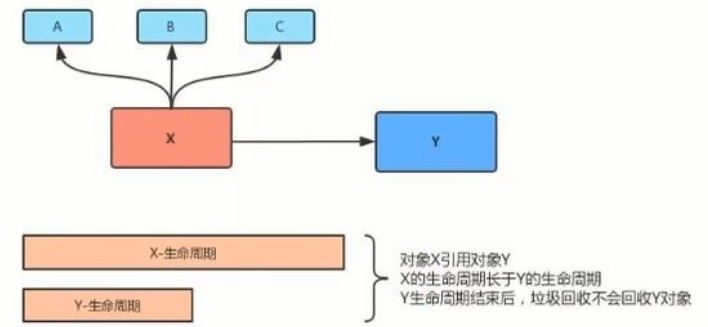 A
B
C
X
Y
X-生命周期
Y-生命周期
对象X引用对象Y
X的生命周期长于Y的生命周期
Y生命周期结束后，垃圾回收不会回收Y对象